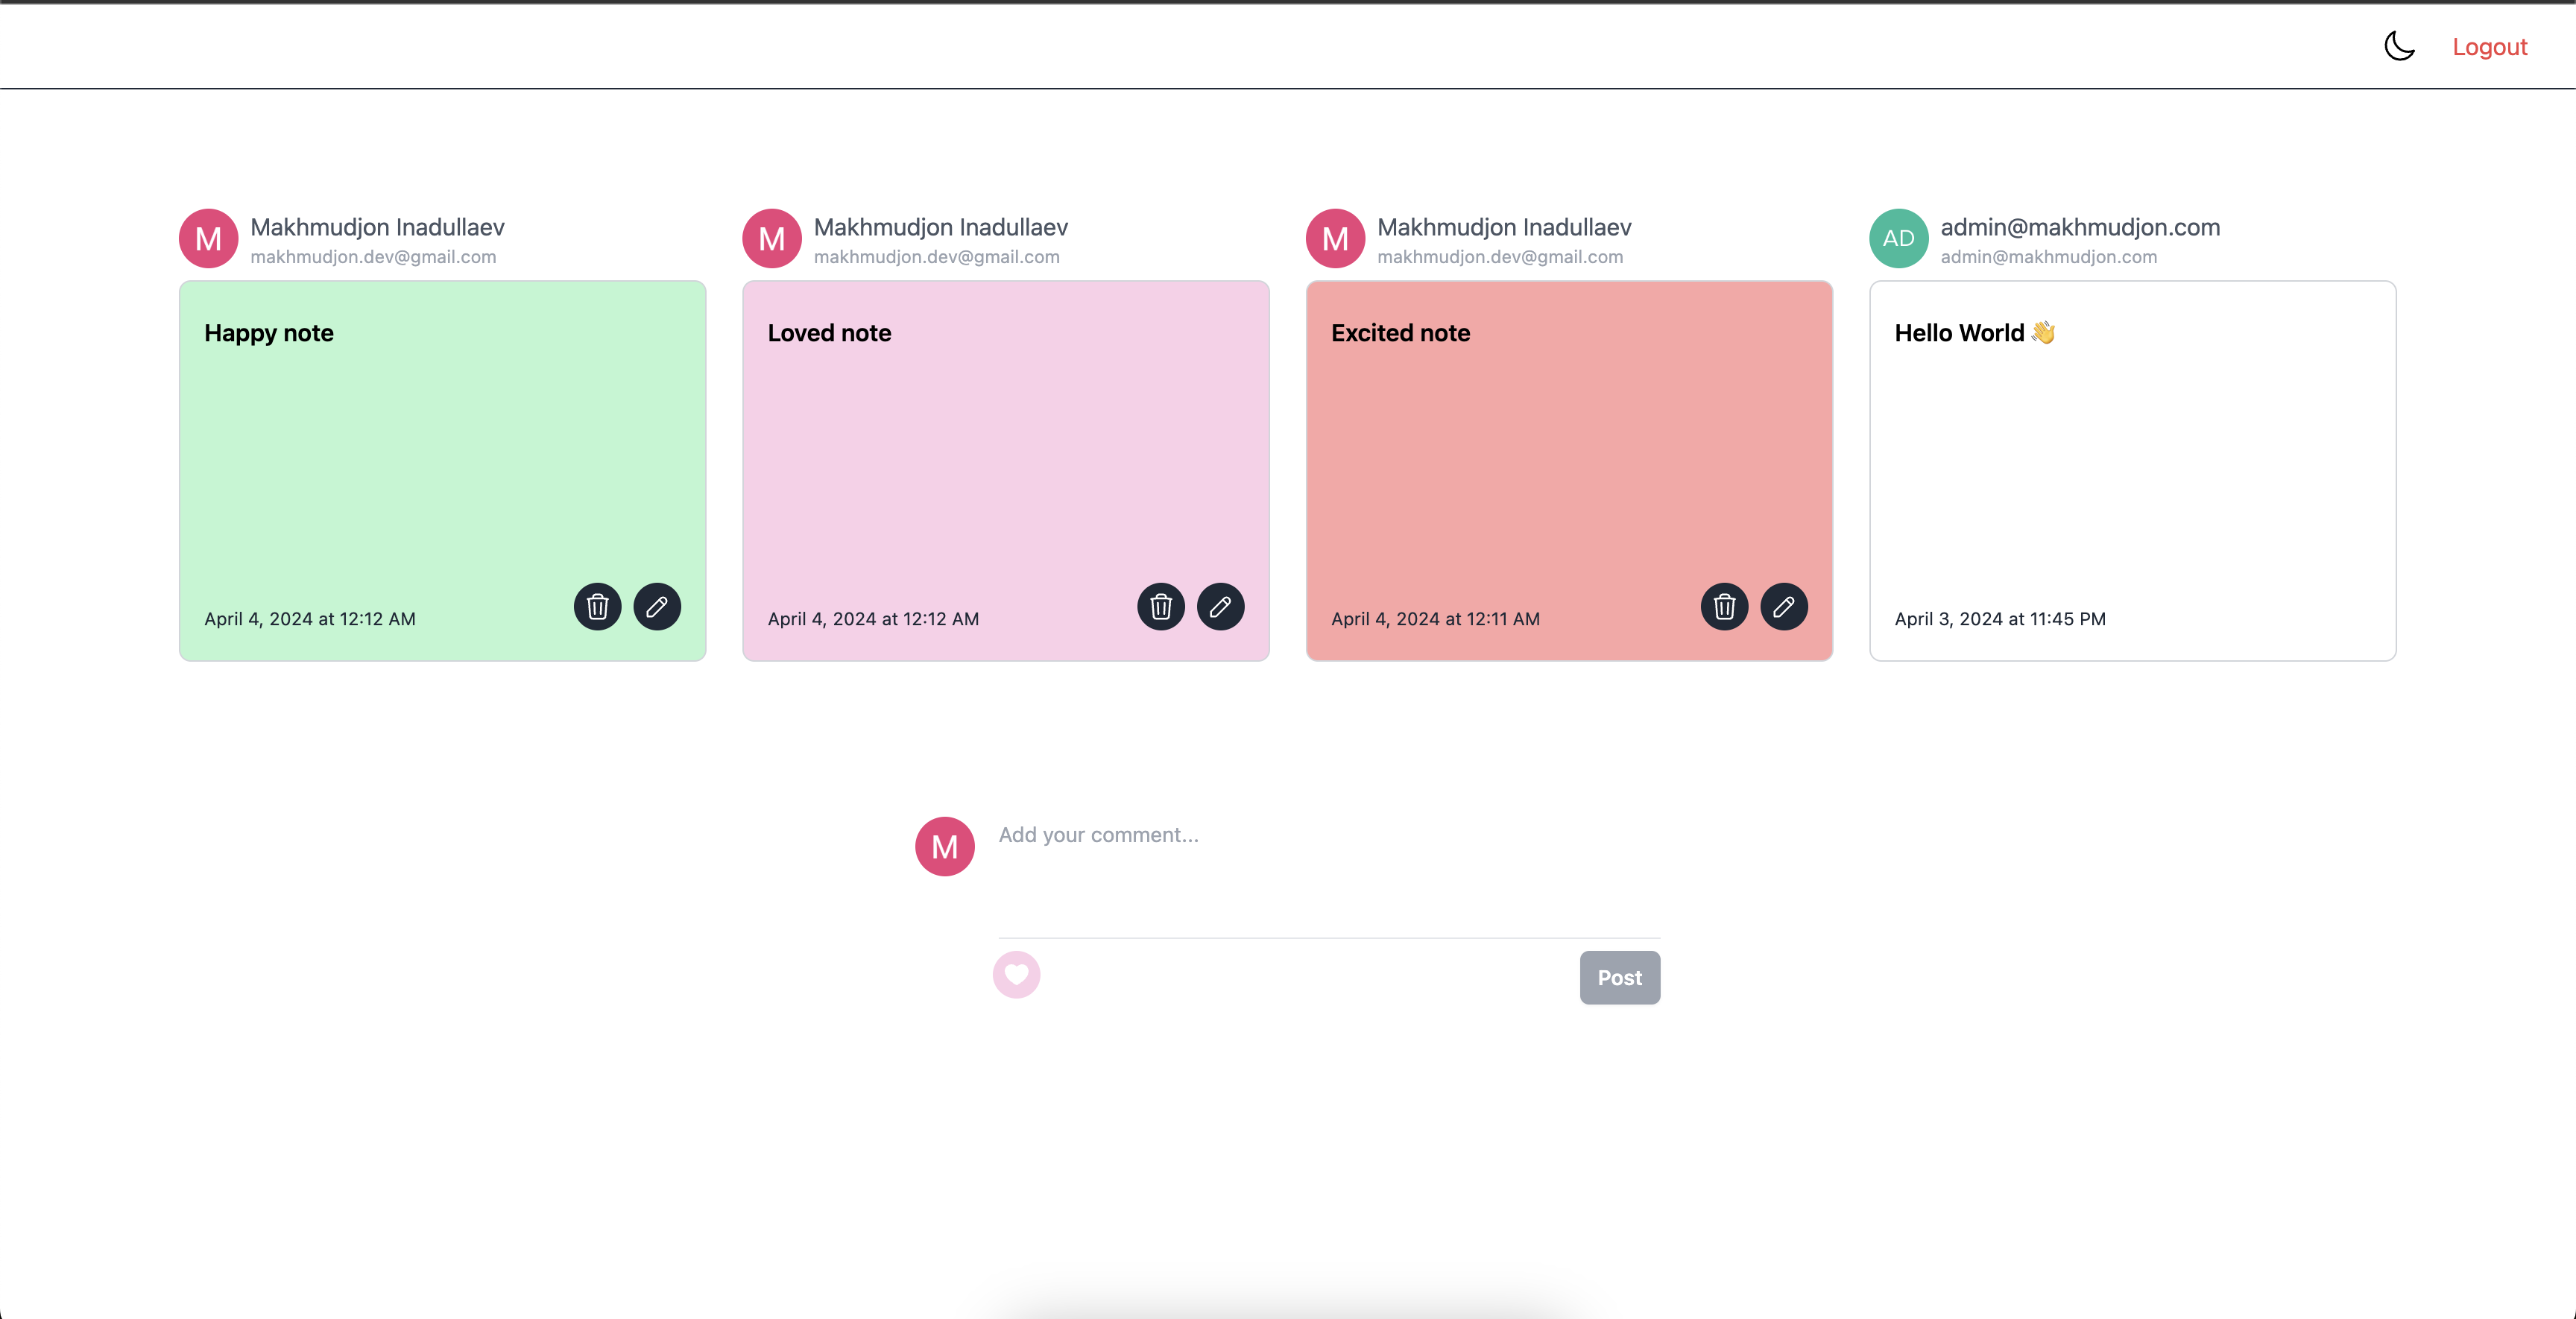 Logout
M
Makhmudjon Inadullaev
makhmudjon.dev@gmail.com
Happy note
April 4, 2024 at 12:12 AM
M
Makhmudjon Inadullaev
makhmudjon.dev@gmail.com
Loved note
April 4, 2024 at 12:12 AM
M
Makhmudjon Inadullaev
makhmudjon.dev@gmail.com
Excited note
April 4, 2024 at 12:11 AM
AD
admin@makhmudjon.com
admin@makhmudjon.com
Hello World 👋
April 3, 2024 at 11:45 PM
M
Add your comment...
Post